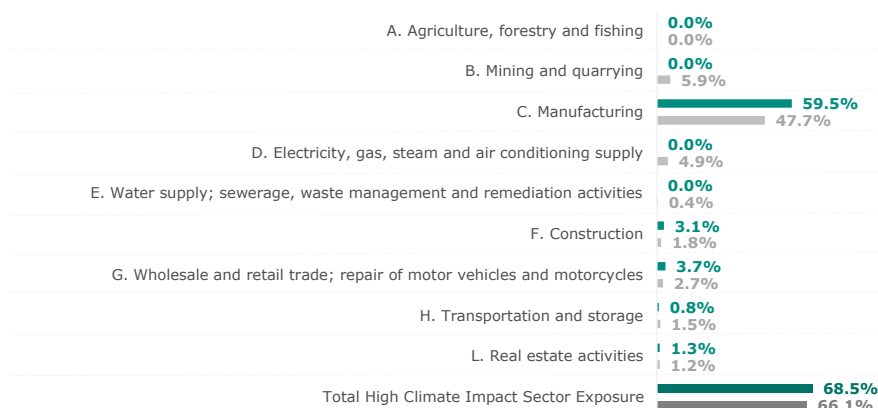 A. Agriculture, forestry and fishing 0.0%
0.0%
B. Mining and quarrying 0.0%
5.9%
C. Manufacturing 59.5%
47.7%
D. Electricity, gas, steam and air conditioning supply 0.0%
4.9%
E. Water supply; sewerage, waste management and remediation activities 0.0%
0.4%
F. Construction 3.1%
1.8%
G. Wholesale and retail trade; repair of motor vehicles and motorcycles 3.7%
2.7%
H. Transportation and storage 0.8%
1.5%
L. Real estate activities 1.3%
1.2%
Total High Climate Impact Sector Exposure 68.5%
66.1%